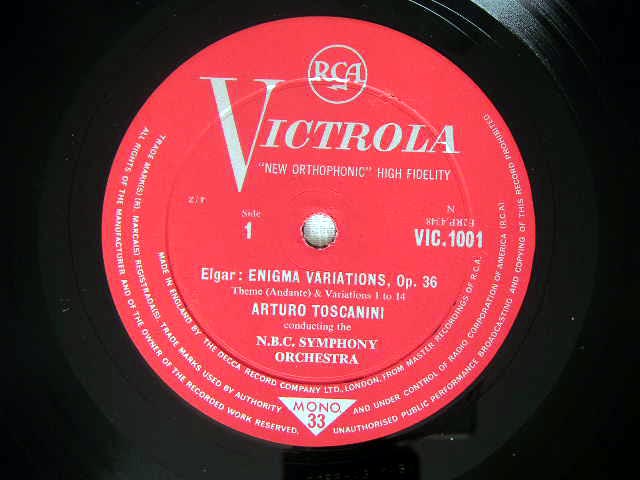 RCA
VICTROLA
"NEW ORTHOPHONIC" HIGH FIDELITY
4/2
Side
1
N
VIC.1001
Elgar: ENIGMA VARIATIONS, Op. 36
Theme (Andante) & Variations 1 to 14
ARTURO TOSCANINI
conducting the
N.B.C. SYMPHONY
ORCHESTRA
MONO
33
TRADE MARK(S) (R) MARCA(S) REGISTRADA(S) TRADE MARKS USED BY AUTHORITY AND UNDER CONTROL OF RADIO CORPORATION OF AMERICA (R.C.A.)
ALL RIGHTS OF THE MANUFACTURER AND OF THE OWNER OF THE RECORDED WORK RESERVED. UNAUTHORISED PUBLIC PERFORMANCE BROADCASTING AND COPYING OF THIS RECORD PROHIBITED
MADE IN ENGLAND BY THE DECCA RECORD COMPANY LTD., LONDON, FROM MASTER RECORDINGS OF R.C.A.